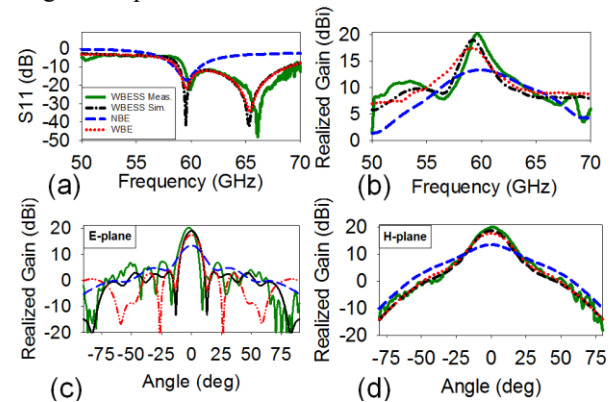 S11 (dB)
0
-10
-20
-30
-40
-50
WBESS Meas.
WBESS Sim.
NBE
WBE
50 55 60 65 70
(a) Frequency (GHz)
Realized Gain (dBi)
20
15
10
5
0
50 55 60 65 70
(b) Frequency (GHz)
Realized Gain (dBi)
20
10
0
-10
-20
E-plane
-75 -50 -25 0 25 50 75
(c) Angle (deg)
Realized Gain (dBi)
20
10
0
-10
-20
H-plane
-75 -50 -25 0 25 50 75
(d) Angle (deg)